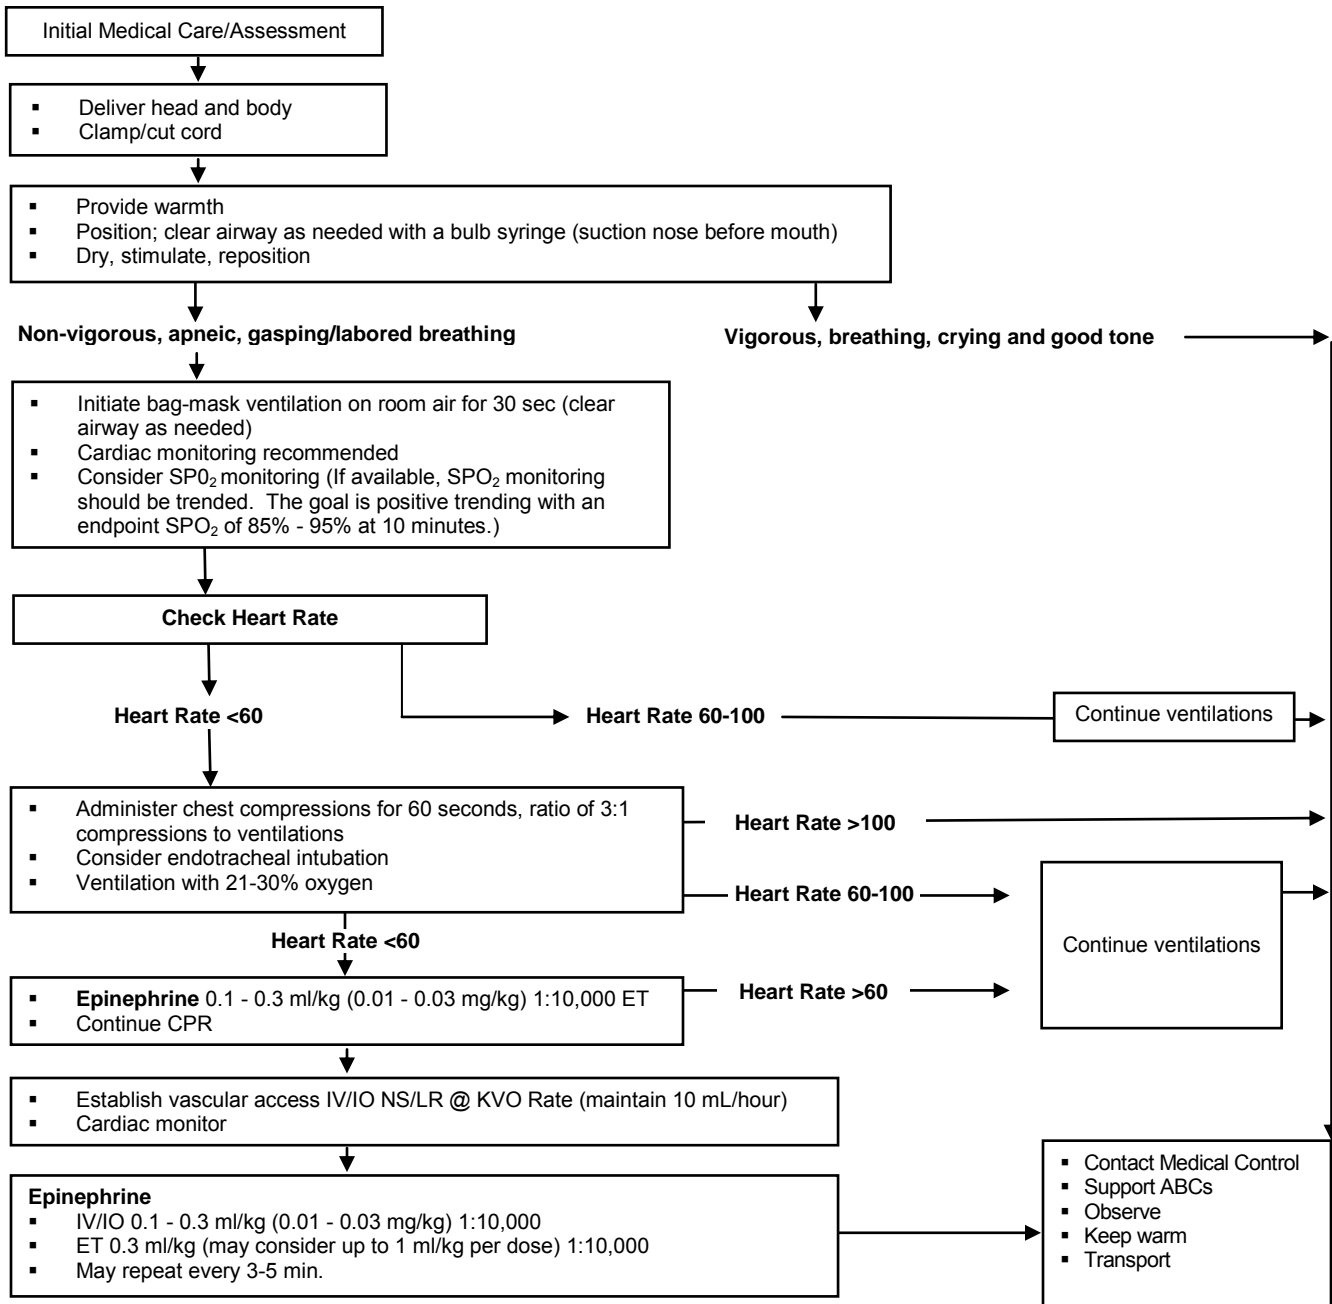 Initial Medical Care/Assessment
▪ Deliver head and body
▪ Clamp/cut cord
▪ Provide warmth
▪ Position; clear airway as needed with a bulb syringe (suction nose before mouth)
▪ Dry, stimulate, reposition
Non-vigorous, apneic, gasping/labored breathing
Vigorous, breathing, crying and good tone
▪ Initiate bag-mask ventilation on room air for 30 sec (clear
airway as needed)
▪ Cardiac monitoring recommended
▪ Consider SP0₂ monitoring (If available, SPO₂ monitoring
should be trended. The goal is positive trending with an
endpoint SPO₂ of 85% - 95% at 10 minutes.)
Check Heart Rate
Heart Rate <60
Heart Rate 60-100
Continue ventilations
▪ Administer chest compressions for 60 seconds, ratio of 3:1
compressions to ventilations
▪ Consider endotracheal intubation
▪ Ventilation with 21-30% oxygen
Heart Rate >100
Heart Rate 60-100
Continue ventilations
Heart Rate <60
▪ Epinephrine 0.1 - 0.3 ml/kg (0.01 - 0.03 mg/kg) 1:10,000 ET
▪ Continue CPR
Heart Rate >60
▪ Establish vascular access IV/IO NS/LR @ KVO Rate (maintain 10 mL/hour)
▪ Cardiac monitor
Epinephrine
▪ IV/IO 0.1 - 0.3 ml/kg (0.01 - 0.03 mg/kg) 1:10,000
▪ ET 0.3 ml/kg (may consider up to 1 ml/kg per dose) 1:10,000
▪ May repeat every 3-5 min.
▪ Contact Medical Control
▪ Support ABCs
▪ Observe
▪ Keep warm
▪ Transport